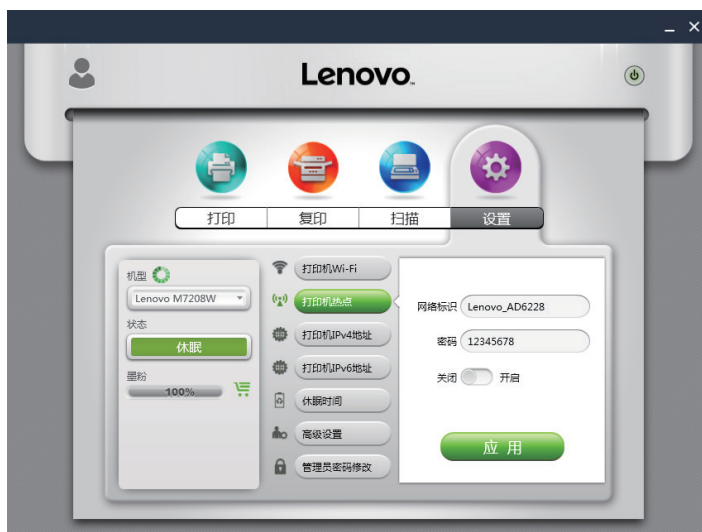 Lenovo™
打印
复印
扫描
设置
机型
Lenovo M7208W
状态
休眠
墨粉
100%
打印机Wi-Fi
打印机热点
打印机IPv4地址
打印机IPv6地址
休眠时间
高级设置
管理员密码修改
网络标识 Lenovo_AD6228
密码 12345678
关闭 开启
应用